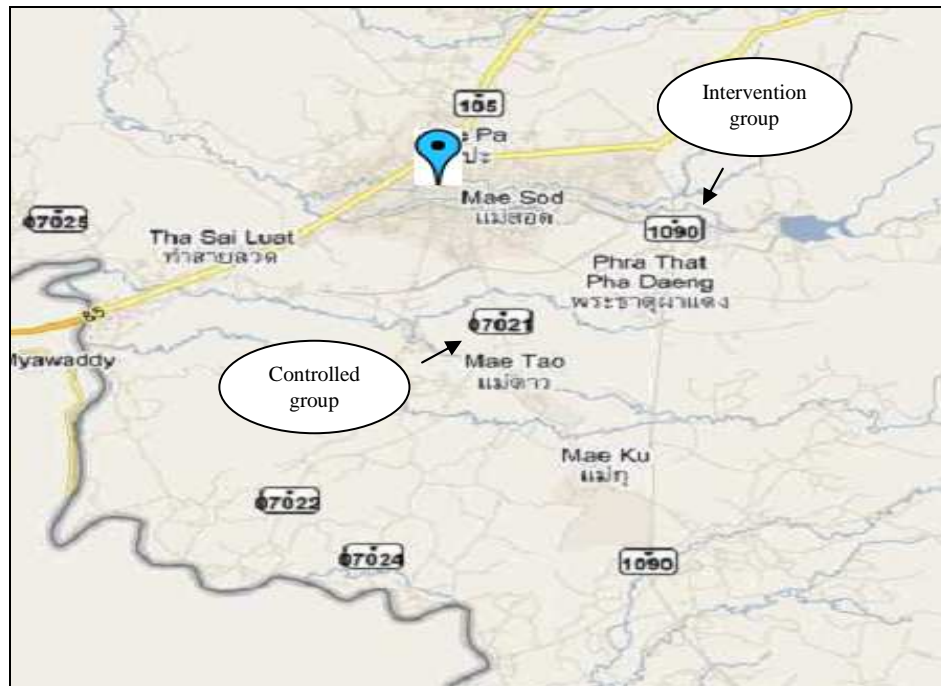 105
Intervention
group
e Pa
ปะ
Mae Sod
แม่สอด
07025
1090
Tha Sai Luat
ท่าสายลวด
Phra That
Pha Daeng
พระธาตุผาแดง
07021
Myawaddy
Controlled
group
Mae Tao
แม่ตาว
Mae Ku
แม่กุ
07022
07024
1090